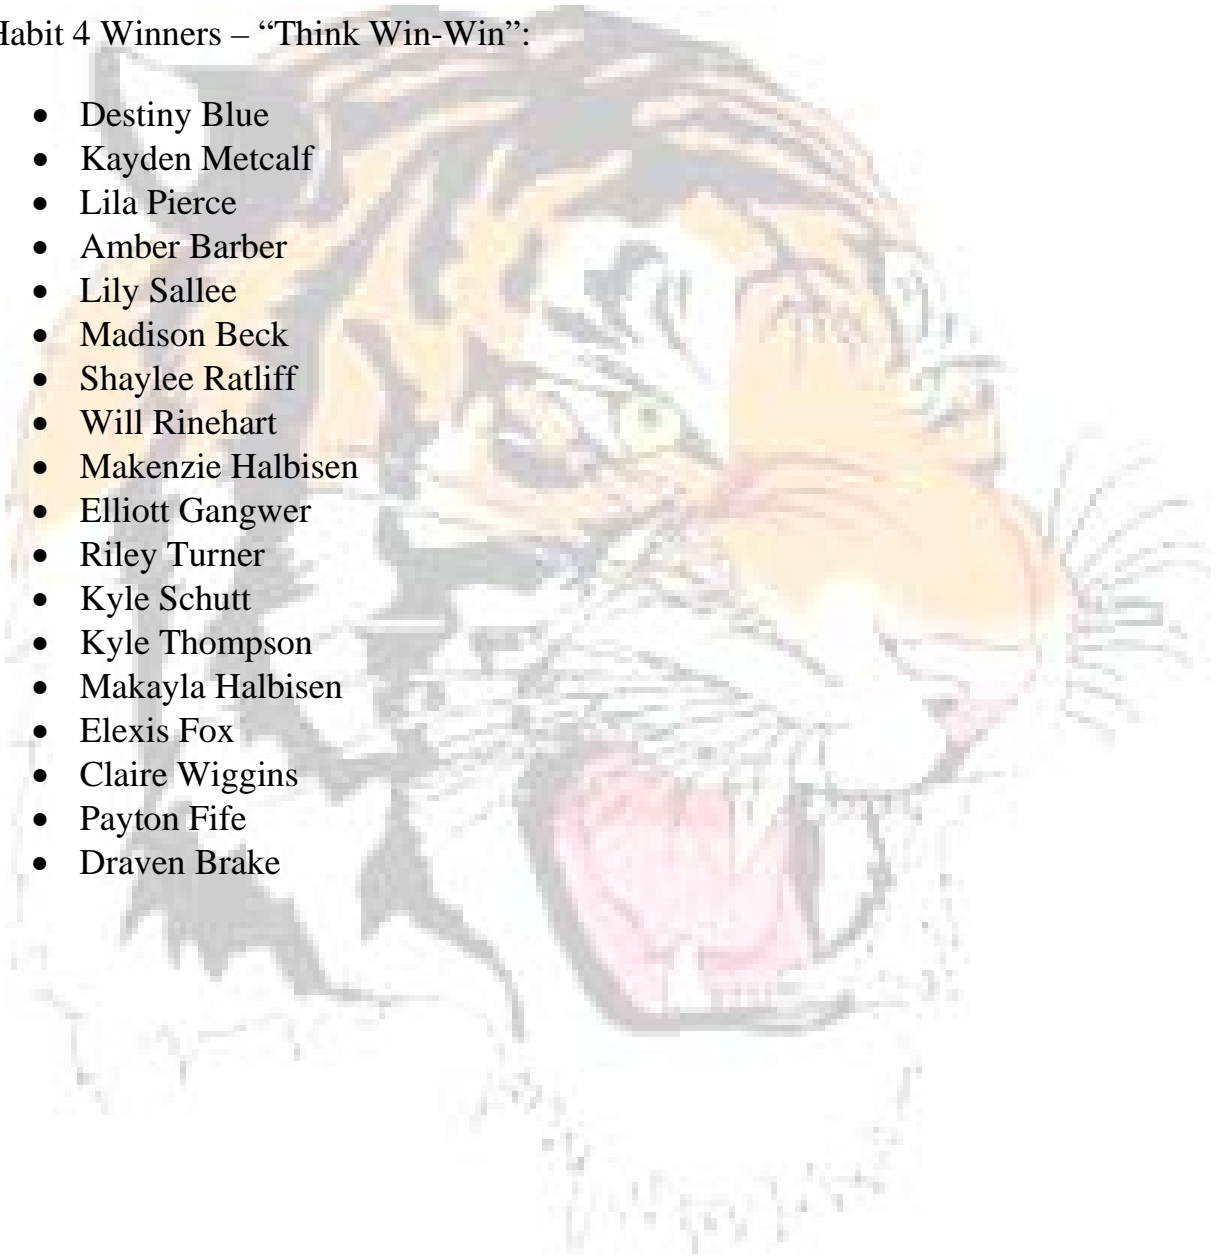 Habit 4 Winners – “Think Win-Win”:
• Destiny Blue
• Kayden Metcalf
• Lila Pierce
• Amber Barber
• Lily Sallee
• Madison Beck
• Shaylee Ratliff
• Will Rinehart
• Makenzie Halbisen
• Elliott Gangwer
• Riley Turner
• Kyle Schutt
• Kyle Thompson
• Makayla Halbisen
• Elexis Fox
• Claire Wiggins
• Payton Fife
• Draven Brake